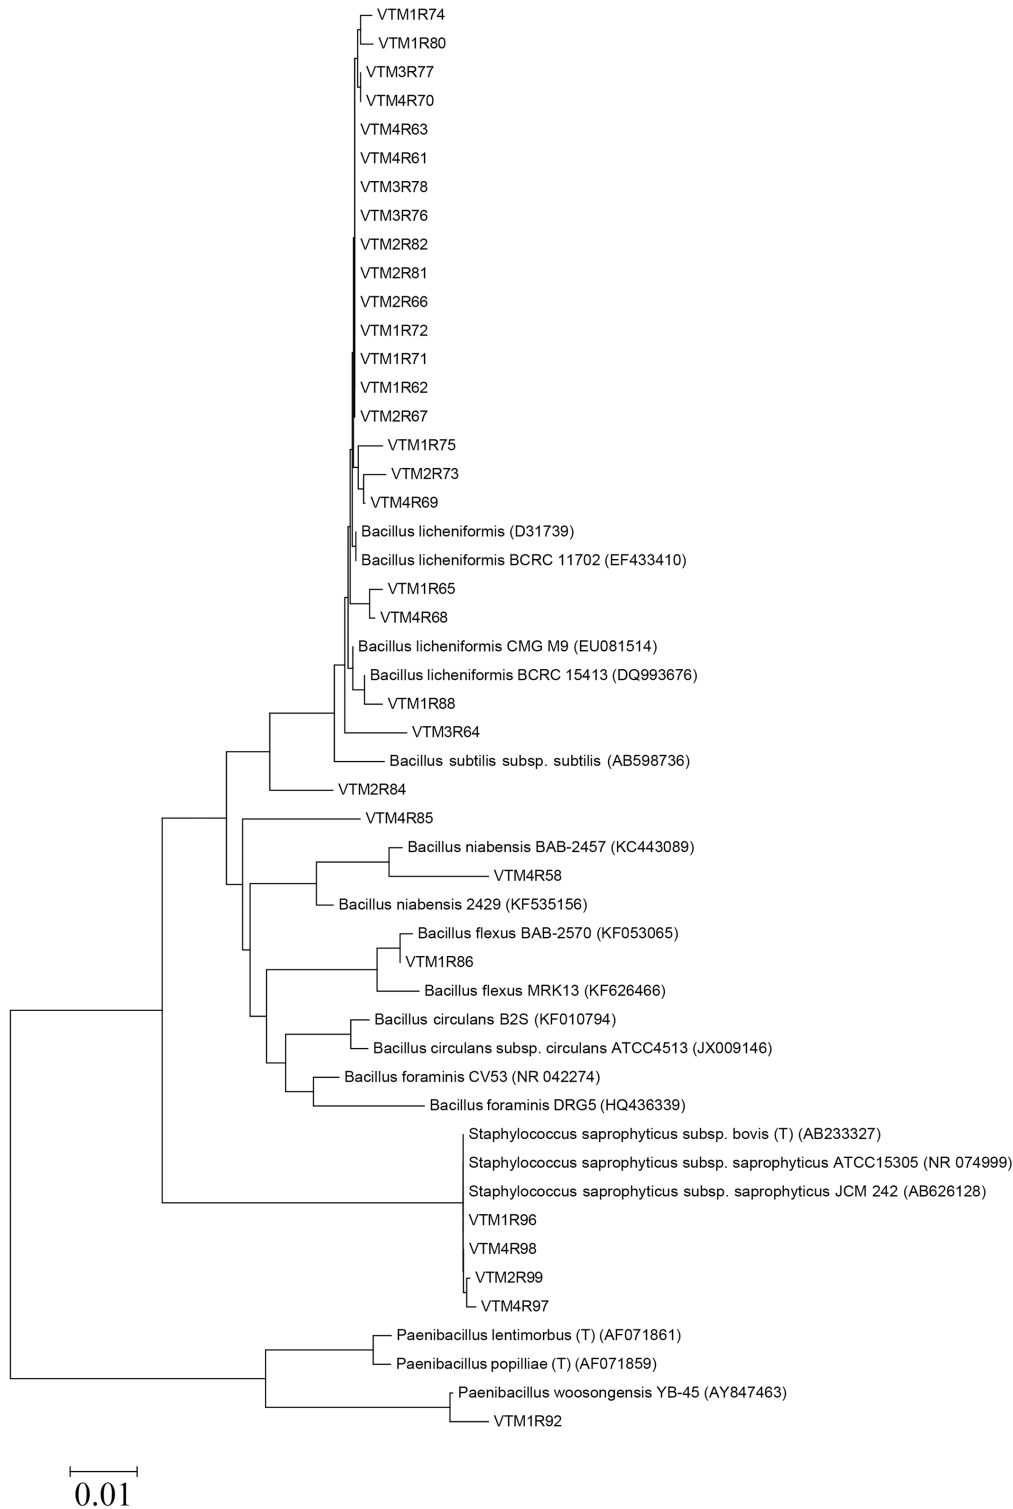 VTM1R74
VTM1R80
VTM3R77
VTM4R70
VTM4R63
VTM4R61
VTM3R78
VTM3R76
VTM2R82
VTM2R81
VTM2R66
VTM1R72
VTM1R71
VTM1R62
VTM2R67
VTM1R75
VTM2R73
VTM4R69
Bacillus licheniformis (D31739)
Bacillus licheniformis BCRC 11702 (EF433410)
VTM1R65
VTM4R68
Bacillus licheniformis CMG M9 (EU081514)
Bacillus licheniformis BCRC 15413 (DQ993676)
VTM1R88
VTM3R64
Bacillus subtilis subsp. subtilis (AB598736)
VTM2R84
VTM4R85
Bacillus niabensis BAB-2457 (KC443089)
VTM4R58
Bacillus niabensis 2429 (KF535156)
Bacillus flexus BAB-2570 (KF053065)
VTM1R86
Bacillus flexus MRK13 (KF626466)
Bacillus circulans B2S (KF010794)
Bacillus circulans subsp. circulans ATCC4513 (JX009146)
Bacillus foraminis CV53 (NR 042274)
Bacillus foraminis DRG5 (HQ436339)
Staphylococcus saprophyticus subsp. bovis (T) (AB233327)
Staphylococcus saprophyticus subsp. saprophyticus ATCC15305 (NR 074999)
Staphylococcus saprophyticus subsp. saprophyticus JCM 242 (AB626128)
VTM1R96
VTM4R98
VTM2R99
VTM4R97
Paenibacillus lentimorbus (T) (AF071861)
Paenibacillus popilliae (T) (AF071859)
Paenibacillus woosongensis YB-45 (AY847463)
VTM1R92
0.01